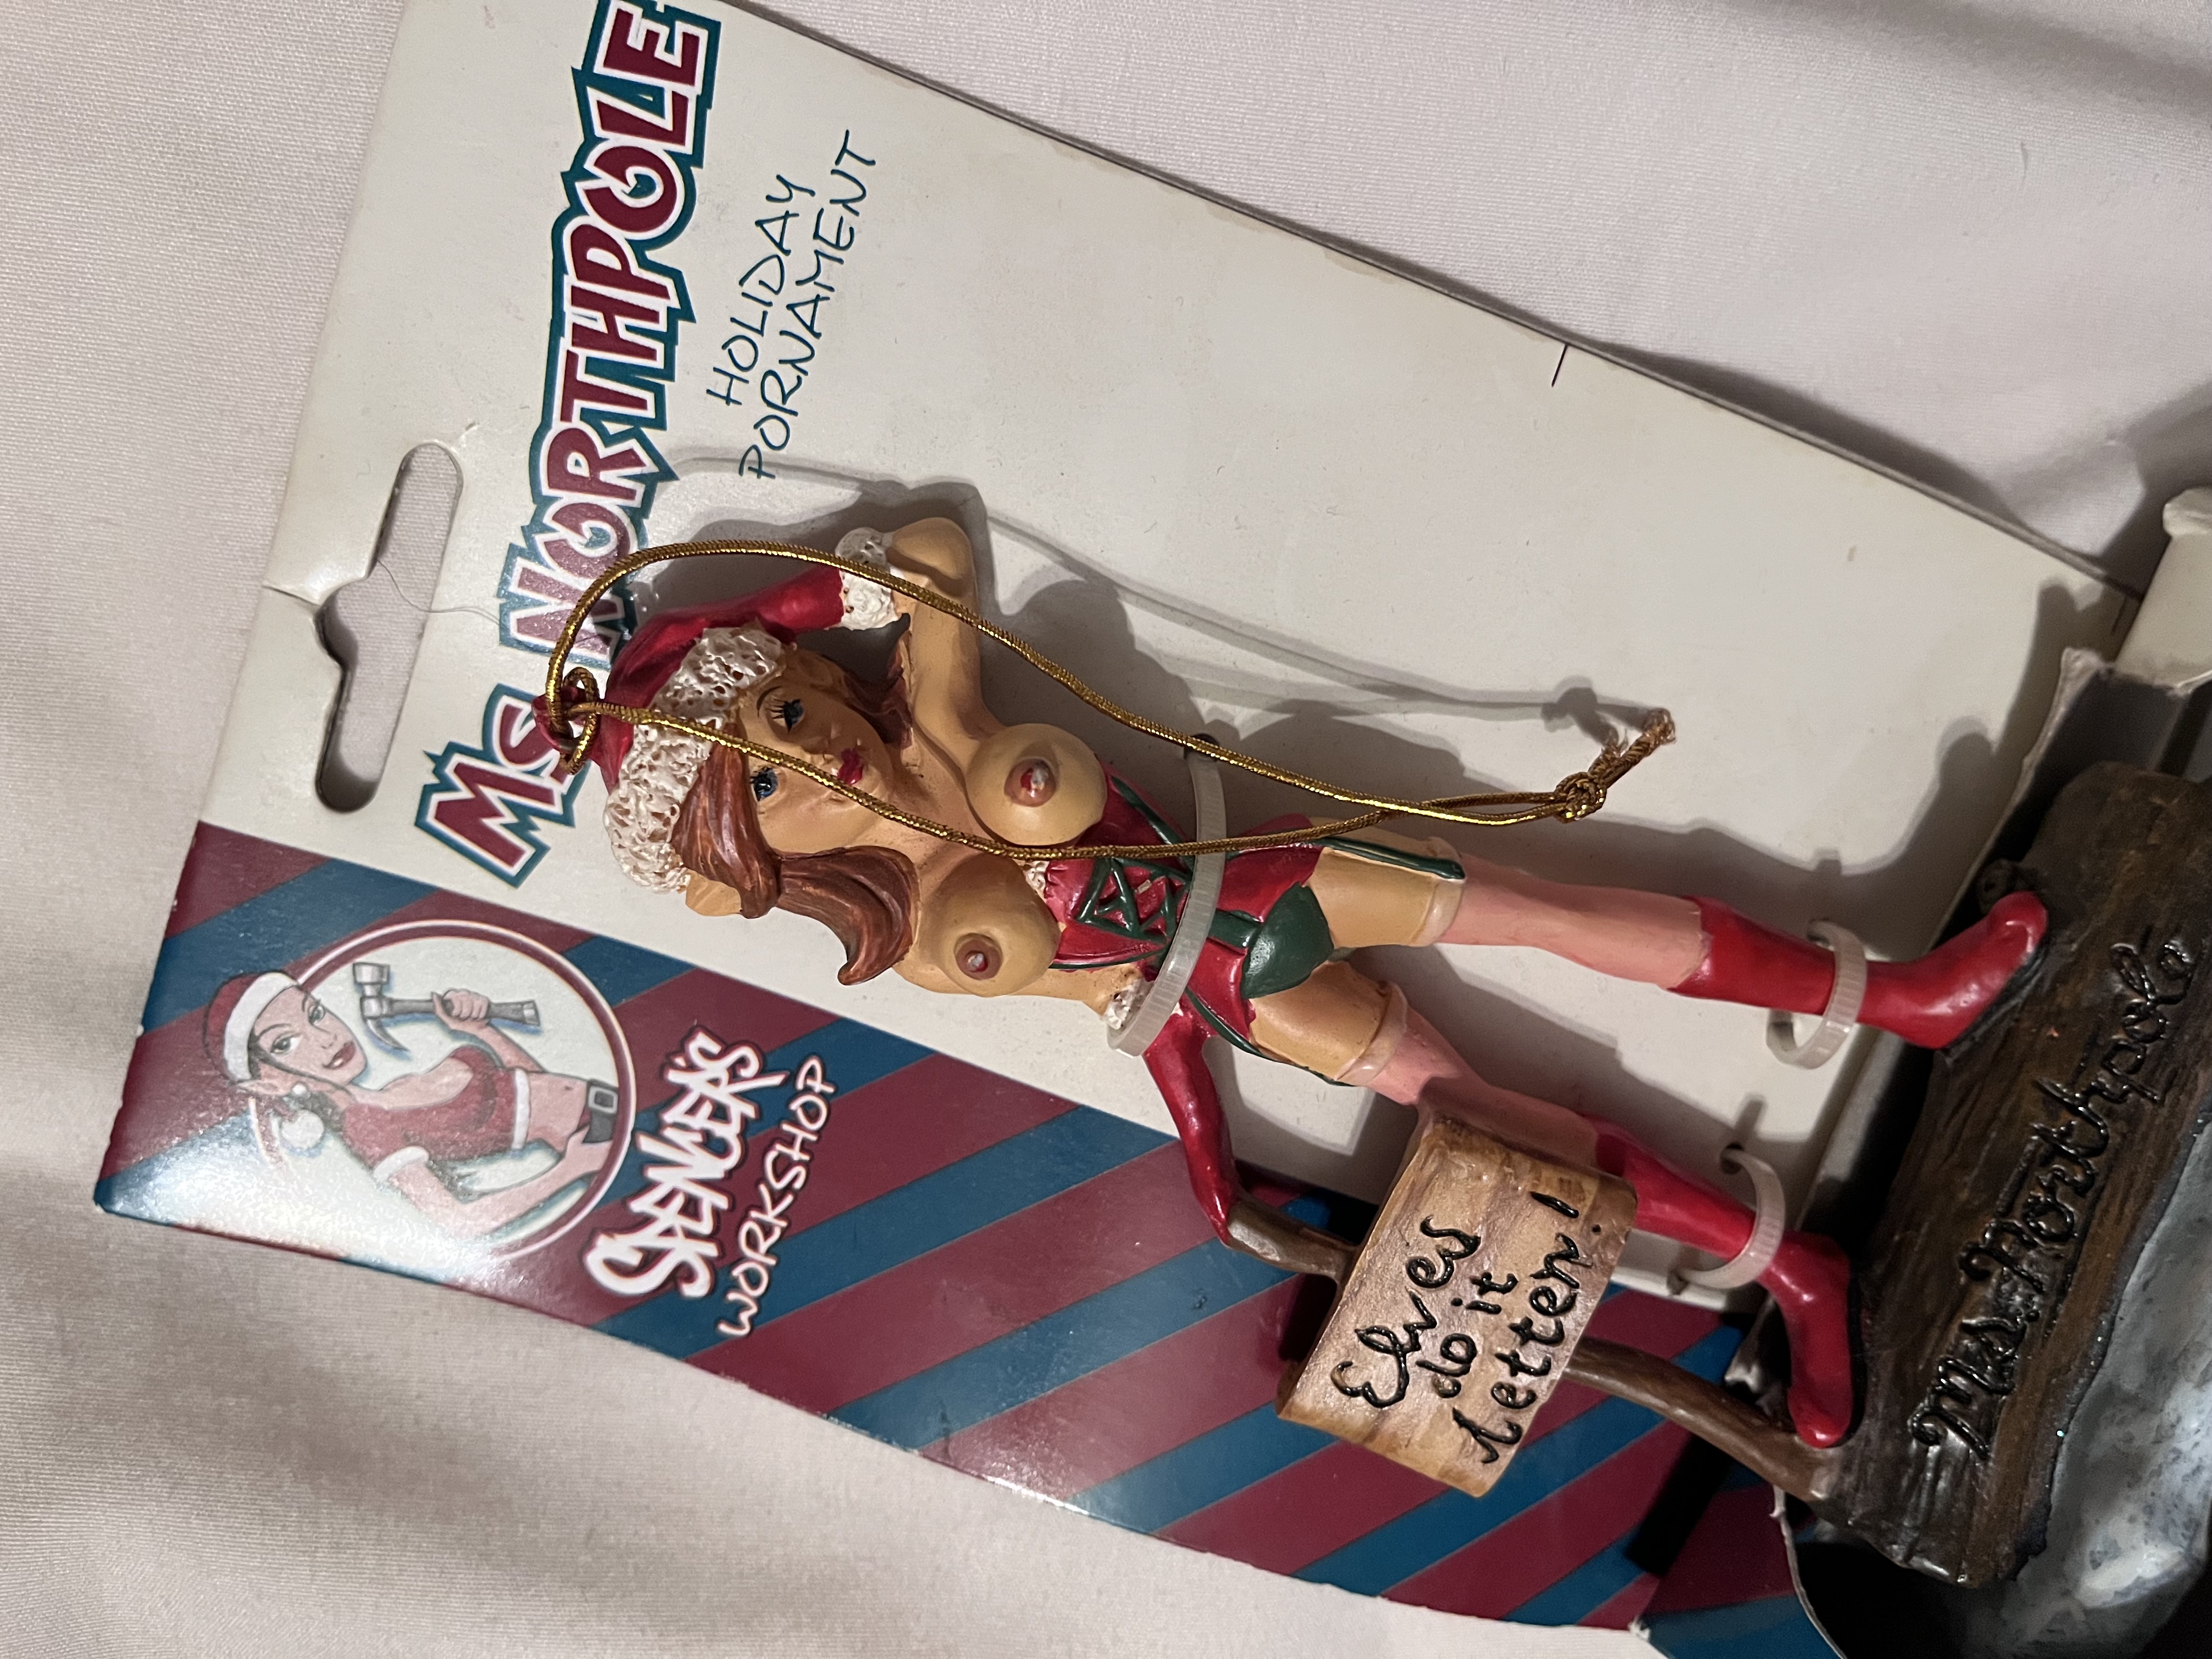 Ms. NORTHPOLE
HOLIDAY
PORNAMENT
SPENCER'S
WORKSHOP
Elves
do it
better!
Ms. Northpole